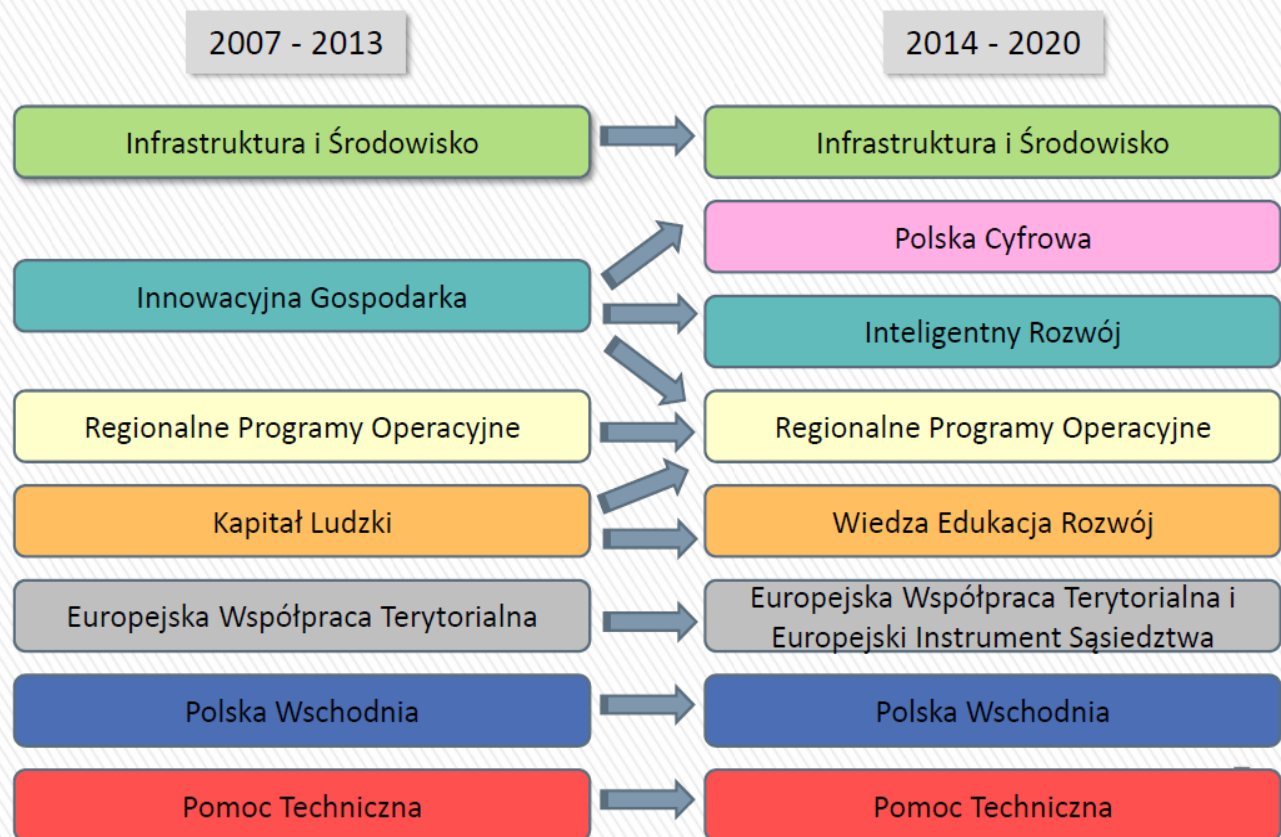 2007 - 2013
2014 - 2020
Infrastruktura i Środowisko
Infrastruktura i Środowisko
Polska Cyfrowa
Innowacyjna Gospodarka
Inteligentny Rozwój
Regionalne Programy Operacyjne
Regionalne Programy Operacyjne
Kapitał Ludzki
Wiedza Edukacja Rozwój
Europejska Współpraca Terytorialna
Europejska Współpraca Terytorialna i
Europejski Instrument Sąsiedztwa
Polska Wschodnia
Polska Wschodnia
Pomoc Techniczna
Pomoc Techniczna